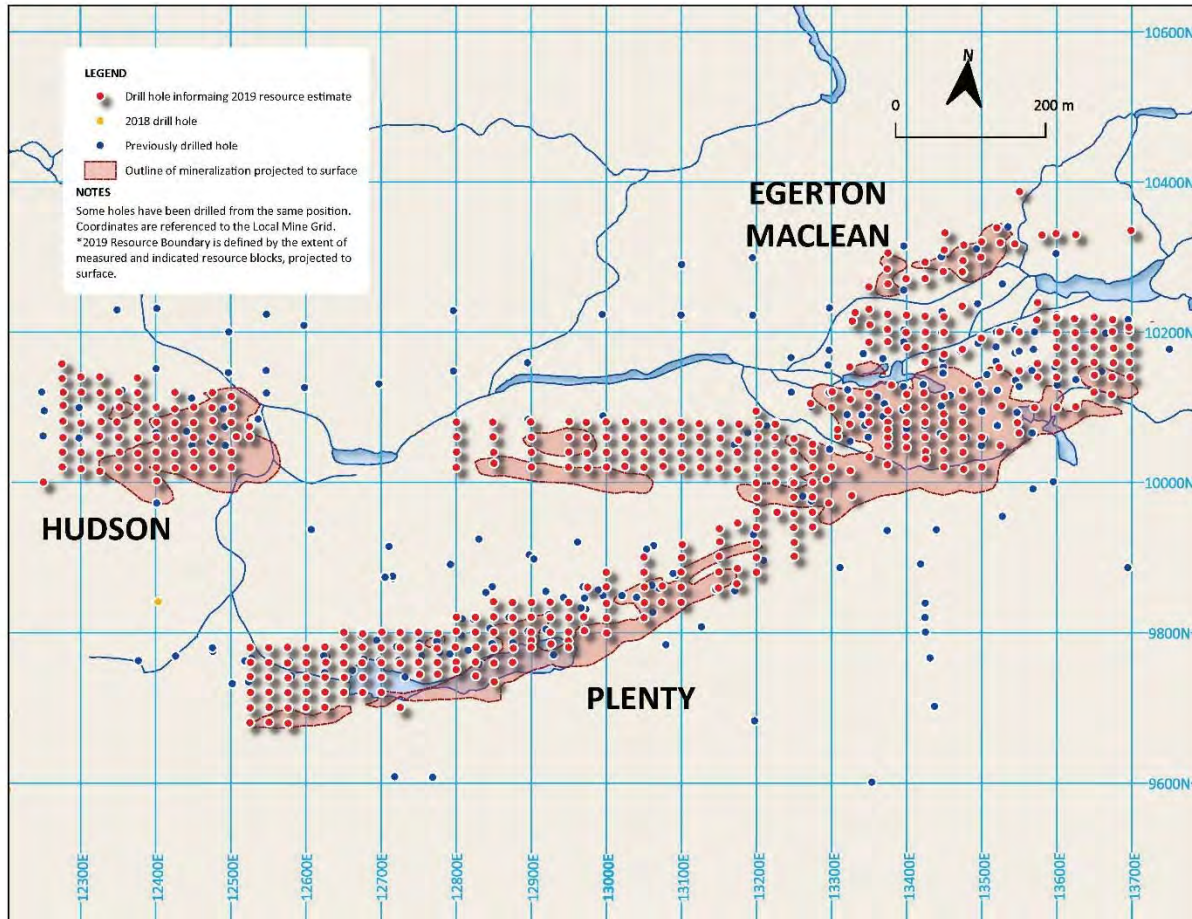 LEGEND
Drill hole informaing 2019 resource estimate
2018 drill hole
Previously drilled hole
Outline of mineralization projected to surface
NOTES
Some holes have been drilled from the same position.
Coordinates are referenced to the Local Mine Grid.
*2019 Resource Boundary is defined by the extent of
measured and indicated resource blocks, projected to
surface.
N
0 200 m
10600N
10400N
EGERTON
MACLEAN
10200N
10000N
HUDSON
9800N
PLENTY
9600N
12300E
12400E
12500E
12600E
12700E
12800E
12900E
13000E
13100E
13200E
13300E
13400E
13500E
13600E
13700E